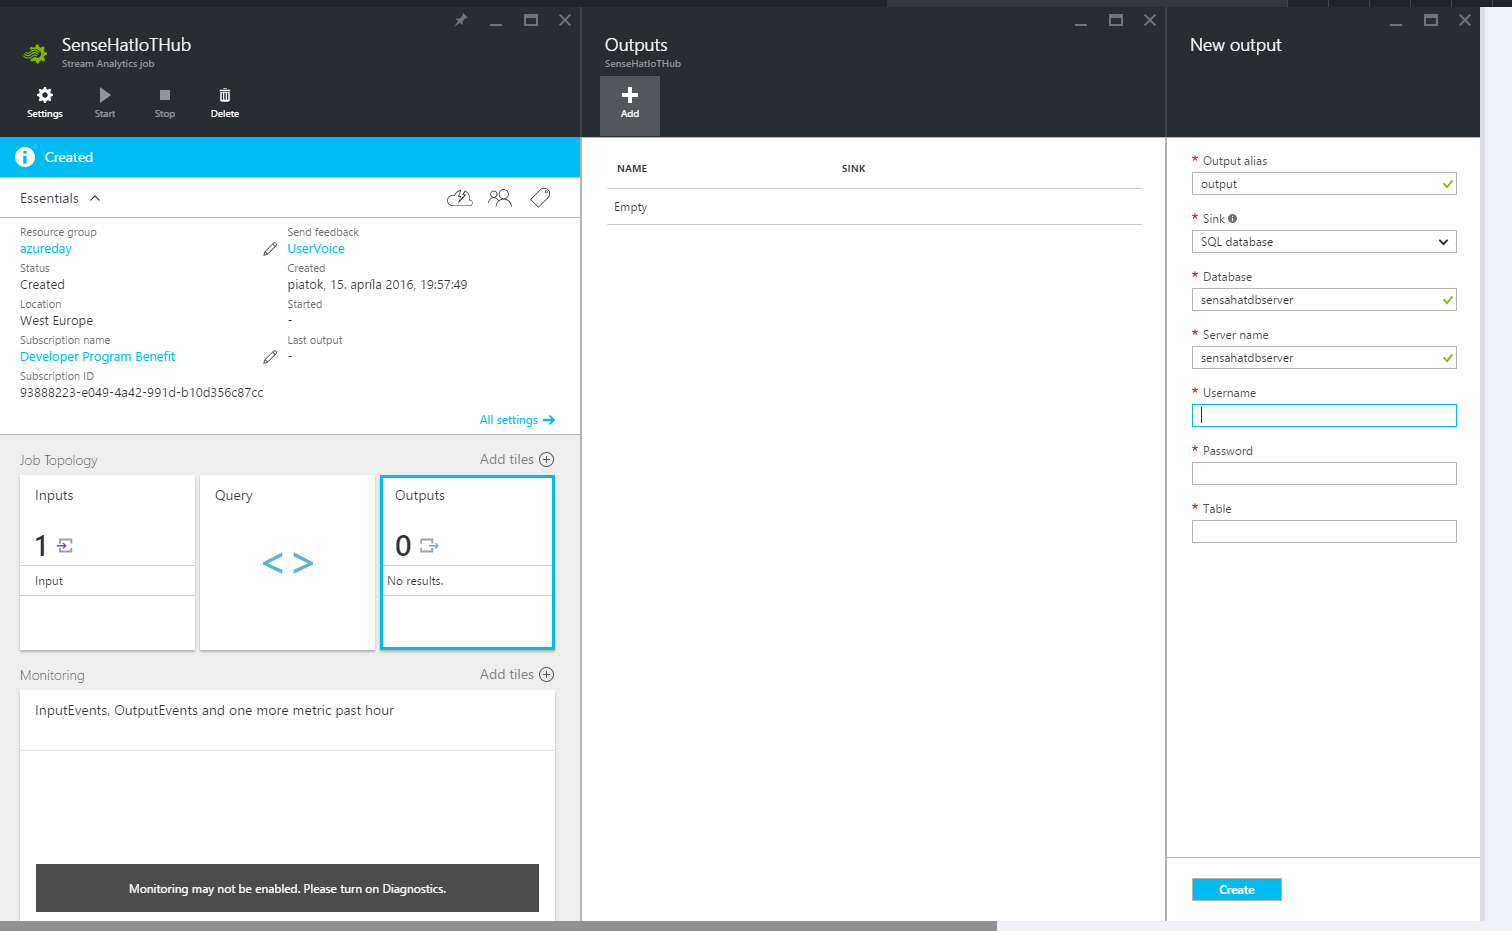 SenseHatIoTHub
Stream Analytics job
Settings
Start
Stop
Delete
Created
Essentials
Resource group
azureday
Status
Created
Location
West Europe
Subscription name
Developer Program Benefit
Subscription ID
93888223-e049-4a42-991d-b10d356c87cc
Send feedback
UserVoice
Created
piatok, 15. apríla 2016, 19:57:49
Started
-
Last output
-
All settings
Job Topology
Add tiles
Inputs
1
Input
Query
< >
Outputs
0
No results.
Monitoring
Add tiles
InputEvents, OutputEvents and one more metric past hour
Monitoring may not be enabled. Please turn on Diagnostics.
Outputs
SenseHatIoTHub
Add
NAME SINK
Empty
New output
* Output alias
output
* Sink
SQL database
* Database
sensahatdbserver
* Server name
sensahatdbserver
* Username
* Password
* Table
Create